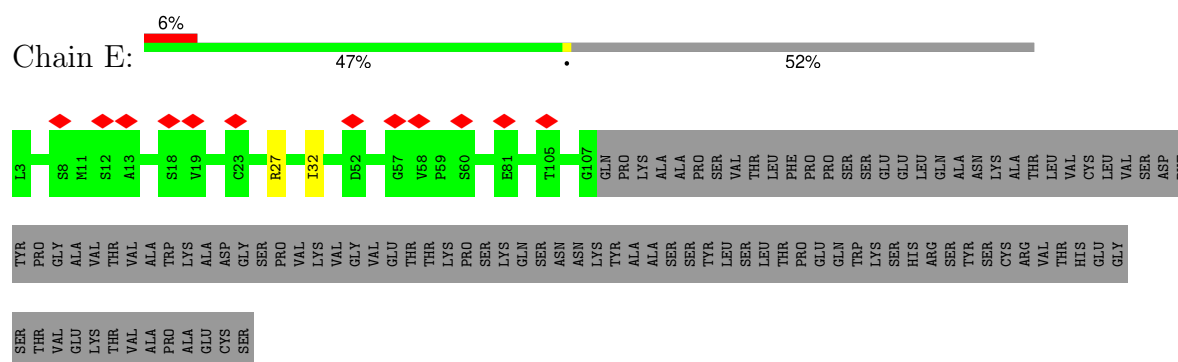 6%
Chain E:
47% • 52%
L3 S8 M11 S12 A13 S18 V19 C23 R27 I32 D52 G57 V58 P59 S60 E81 T105 G107 GLN PRO LYS ALA ALA PRO SER VAL THR LEU PHE PRO PRO SER SER GLU GLU LEU GLN ALA ASN LYS ALA THR LEU VAL CYS LEU VAL SER ASP
TYR PRO GLY ALA VAL THR VAL ALA TRP LYS ALA ASP GLY SER PRO VAL LYS VAL GLY VAL GLU THR THR LYS PRO SER LYS GLN SER ASN ASN LYS TYR ALA ALA SER SER TYR LEU SER LEU THR PRO GLU GLN TRP LYS SER HIS ARG SER TYR SER CYS ARG VAL THR HIS GLU GLY
SER THR VAL GLU LYS THR VAL ALA PRO ALA GLU CYS SER